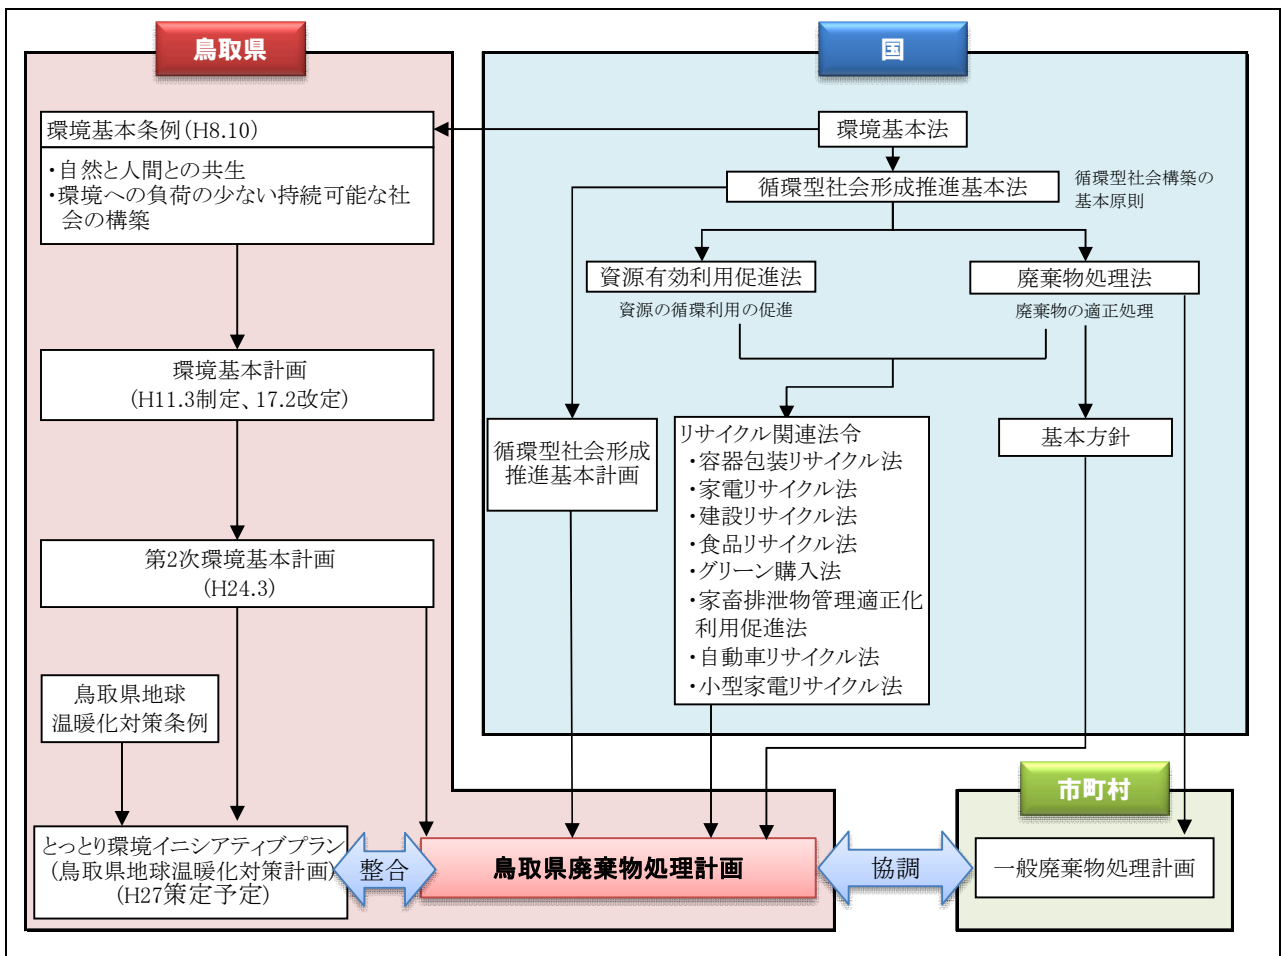 鳥取県
環境基本条例(H8.10)
・自然と人間との共生
・環境への負荷の少ない持続可能な社
会の構築
環境基本計画
(H11.3制定、17.2改定)
第2次環境基本計画
(H24.3)
鳥取県地球
温暖化対策条例
とっとり環境イニシアティブプラン
(鳥取県地球温暖化対策計画)
(H27策定予定)
整合
鳥取県廃棄物処理計画
協調
国
環境基本法
循環型社会形成推進基本法
循環型社会構築の
基本原則
資源有効利用促進法
資源の循環利用の促進
廃棄物処理法
廃棄物の適正処理
循環型社会形成
推進基本計画
リサイクル関連法令
・容器包装リサイクル法
・家電リサイクル法
・建設リサイクル法
・食品リサイクル法
・グリーン購入法
・家畜排泄物管理適正化
利用促進法
・自動車リサイクル法
・小型家電リサイクル法
基本方針
市町村
一般廃棄物処理計画